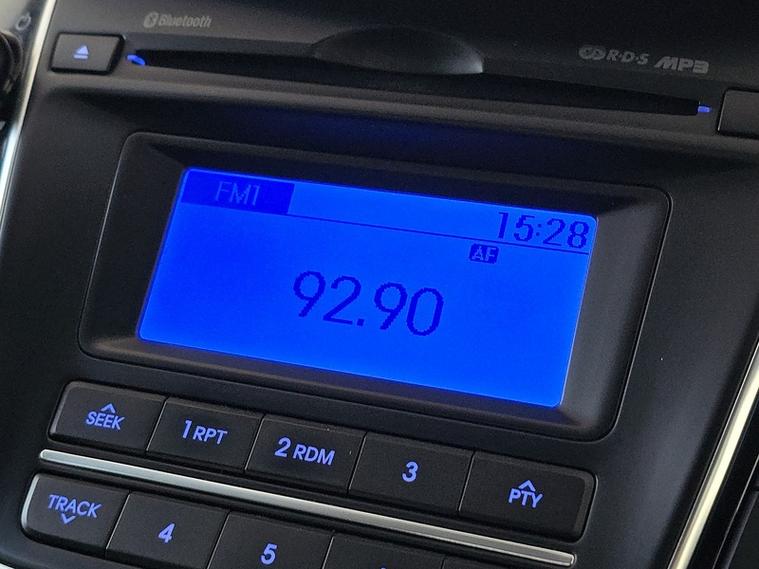 Bluetooth
R·D·S MP3
FM1
15:28
AF
92.90
SEEK
1 RPT
2 RDM
3
PTY
TRACK
4
5